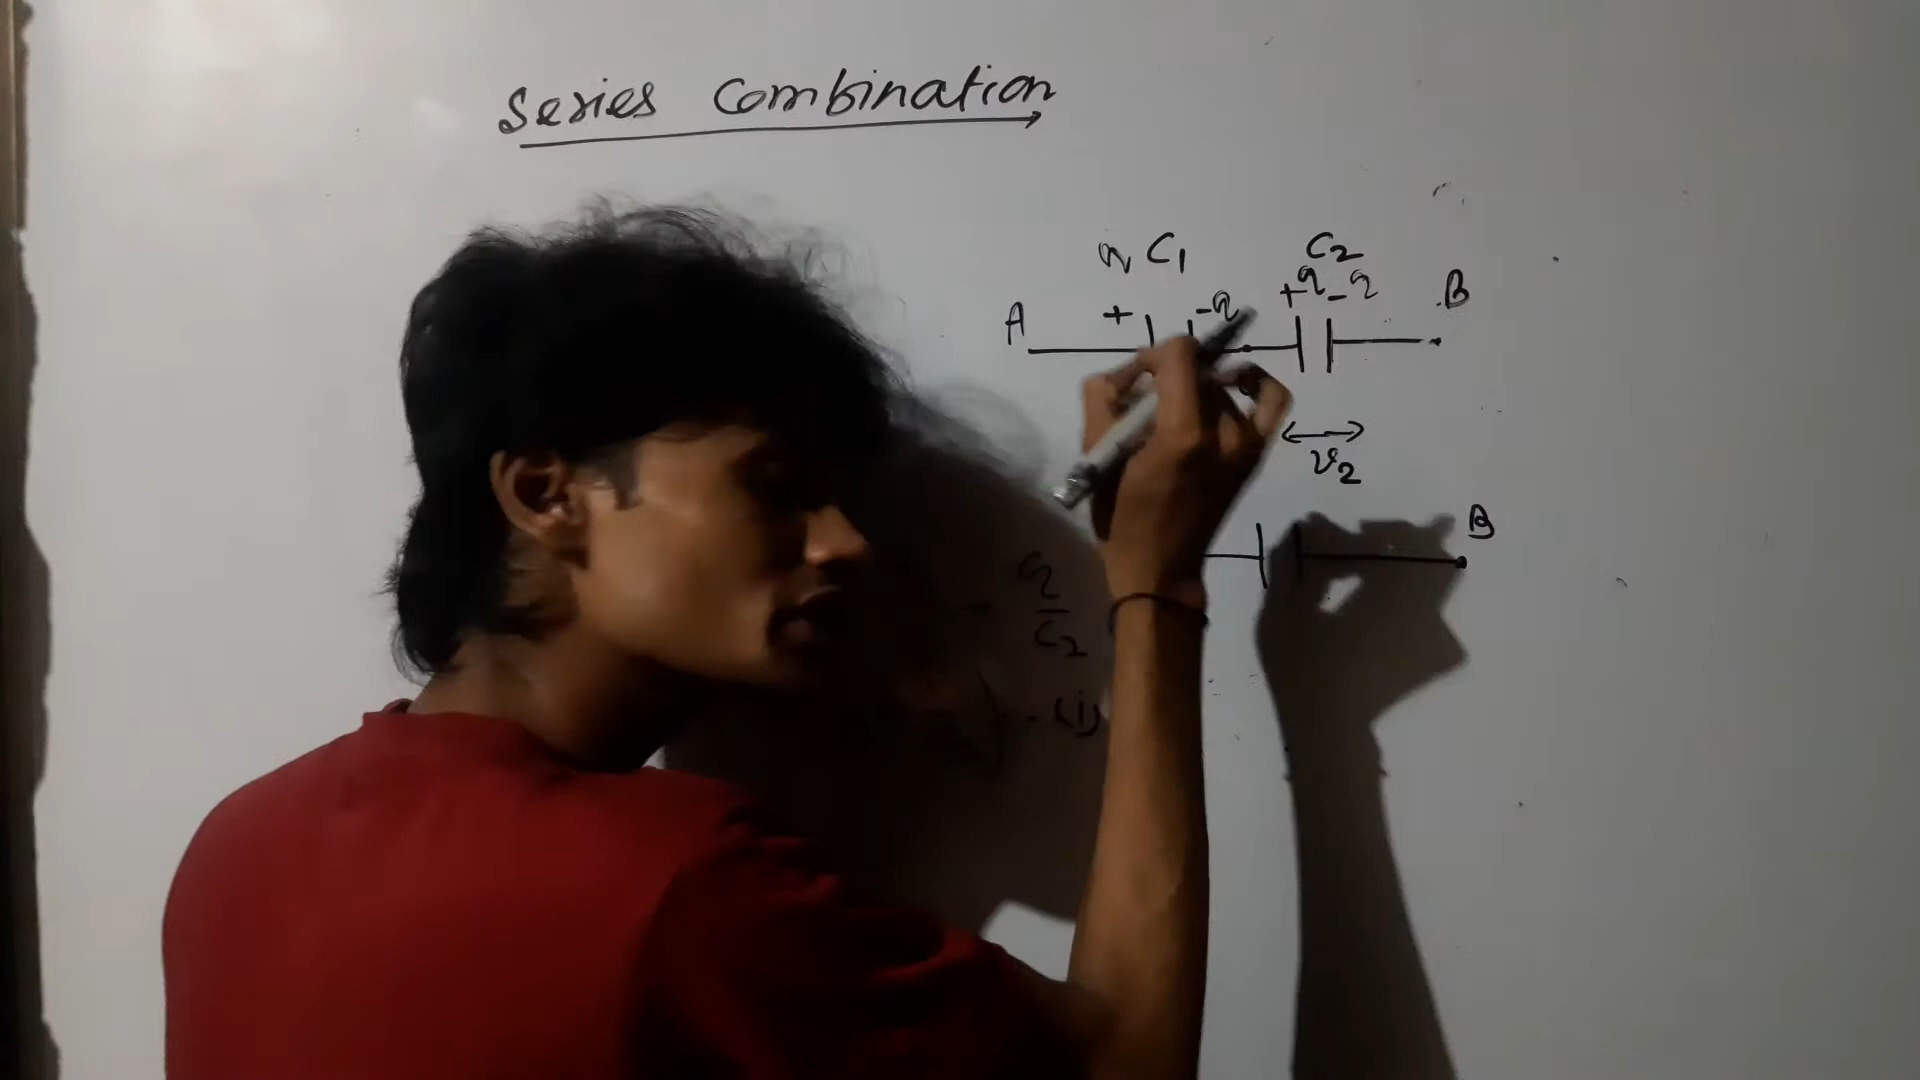 Series Combination
q C1 C2
A + -q +q -q B
v2
B
q
C2
) - (i)